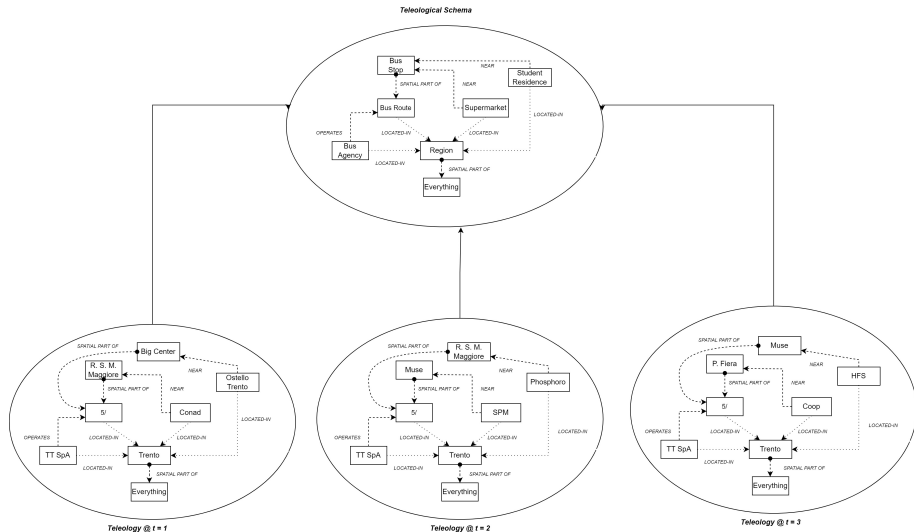 Teleological Schema
Bus
Stop
NEAR
Student
Residence
SPATIAL PART OF
NEAR
Bus Route
Supermarket
OPERATES
LOCATED-IN
LOCATED-IN
LOCATED-IN
Bus
Agency
Region
LOCATED-IN
SPATIAL PART OF
Everything
SPATIAL PART OF
Big Center
R. S. M.
Maggiore
NEAR
Ostello
Trento
SPATIAL PART OF
NEAR
5/
Conad
LOCATED-IN
OPERATES
LOCATED-IN
LOCATED-IN
TT SpA
Trento
LOCATED-IN
SPATIAL PART OF
Everything
Teleology @ t = 1
SPATIAL PART OF
R. S. M.
Maggiore
Muse
NEAR
Phosphoro
SPATIAL PART OF
NEAR
5/
SPM
LOCATED-IN
OPERATES
LOCATED-IN
LOCATED-IN
TT SpA
Trento
LOCATED-IN
SPATIAL PART OF
Everything
Teleology @ t = 2
SPATIAL PART OF
Muse
P. Fiera
NEAR
HFS
SPATIAL PART OF
NEAR
5/
Coop
LOCATED-IN
OPERATES
LOCATED-IN
LOCATED-IN
TT SpA
Trento
LOCATED-IN
SPATIAL PART OF
Everything
Teleology @ t = 3